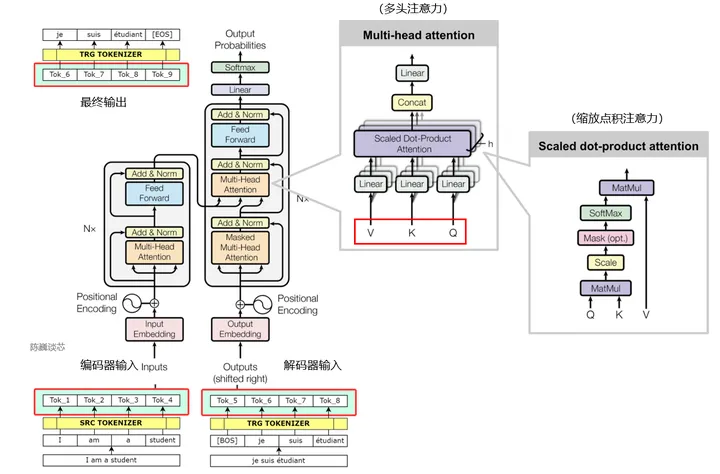 je suis étudiant [EOS]
TRG TOKENIZER
Tok_6 Tok_7 Tok_8 Tok_9
最终输出
Output
Probabilities
Softmax
Linear
Add & Norm
Feed
Forward
Add & Norm
Multi-Head
Attention
N×
Add & Norm
Masked
Multi-Head
Attention
Add & Norm
Feed
Forward
N×
Add & Norm
Multi-Head
Attention
Positional
Encoding
Positional
Encoding
Input
Embedding
Output
Embedding
陈巍谈芯
编码器输入 Inputs
Outputs
(shifted right)
解码器输入
Tok_1 Tok_2 Tok_3 Tok_4
SRC TOKENIZER
I am a student
I am a student
Tok_5 Tok_6 Tok_7 Tok_8
TRG TOKENIZER
[BOS] je suis étudiant
je suis étudiant
(多头注意力)
Multi-head attention
Linear
Concat
Scaled Dot-Product
Attention
h
Linear Linear Linear
V K Q
(缩放点积注意力)
Scaled dot-product attention
MatMul
SoftMax
Mask (opt.)
Scale
MatMul
Q K V